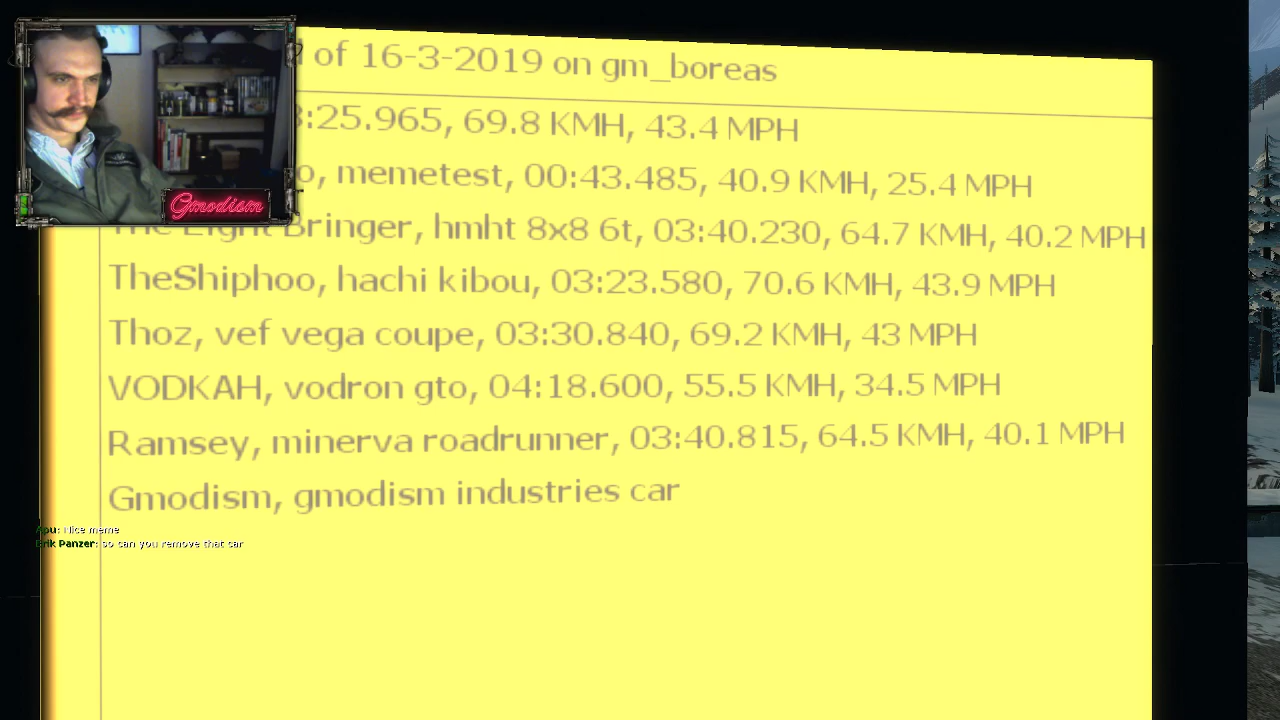 of 16-3-2019 on gm_boreas
:25.965, 69.8 KMH, 43.4 MPH
o, memetest, 00:43.485, 40.9 KMH, 25.4 MPH
The Eight Bringer, hmht 8x8 6t, 03:40.230, 64.7 KMH, 40.2 MPH
TheShiphoo, hachi kibou, 03:23.580, 70.6 KMH, 43.9 MPH
Thoz, vef vega coupe, 03:30.840, 69.2 KMH, 43 MPH
VODKAH, vodron gto, 04:18.600, 55.5 KMH, 34.5 MPH
Ramsey, minerva roadrunner, 03:40.815, 64.5 KMH, 40.1 MPH
Gmodism, gmodism industries car
Gmodism
Apu: Nice meme
Erik Panzer: so can you remove that car